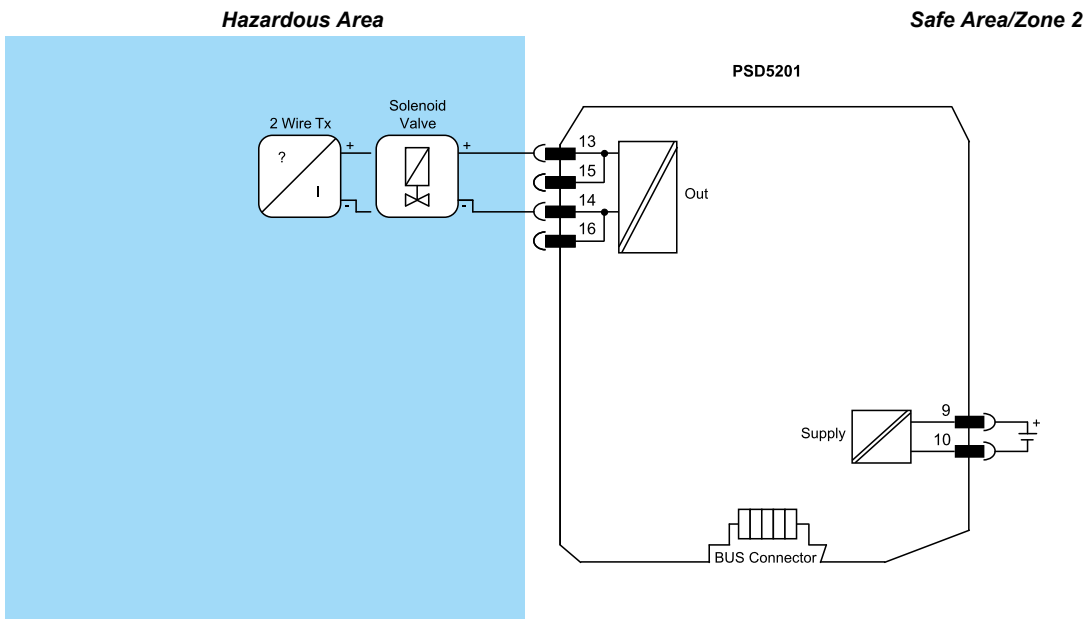 Hazardous Area
Safe Area/Zone 2
PSD5201
Solenoid
Valve
2 Wire Tx
+
+
?
I
-
-
13
15
14
16
Out
9
10
+
Supply
BUS Connector